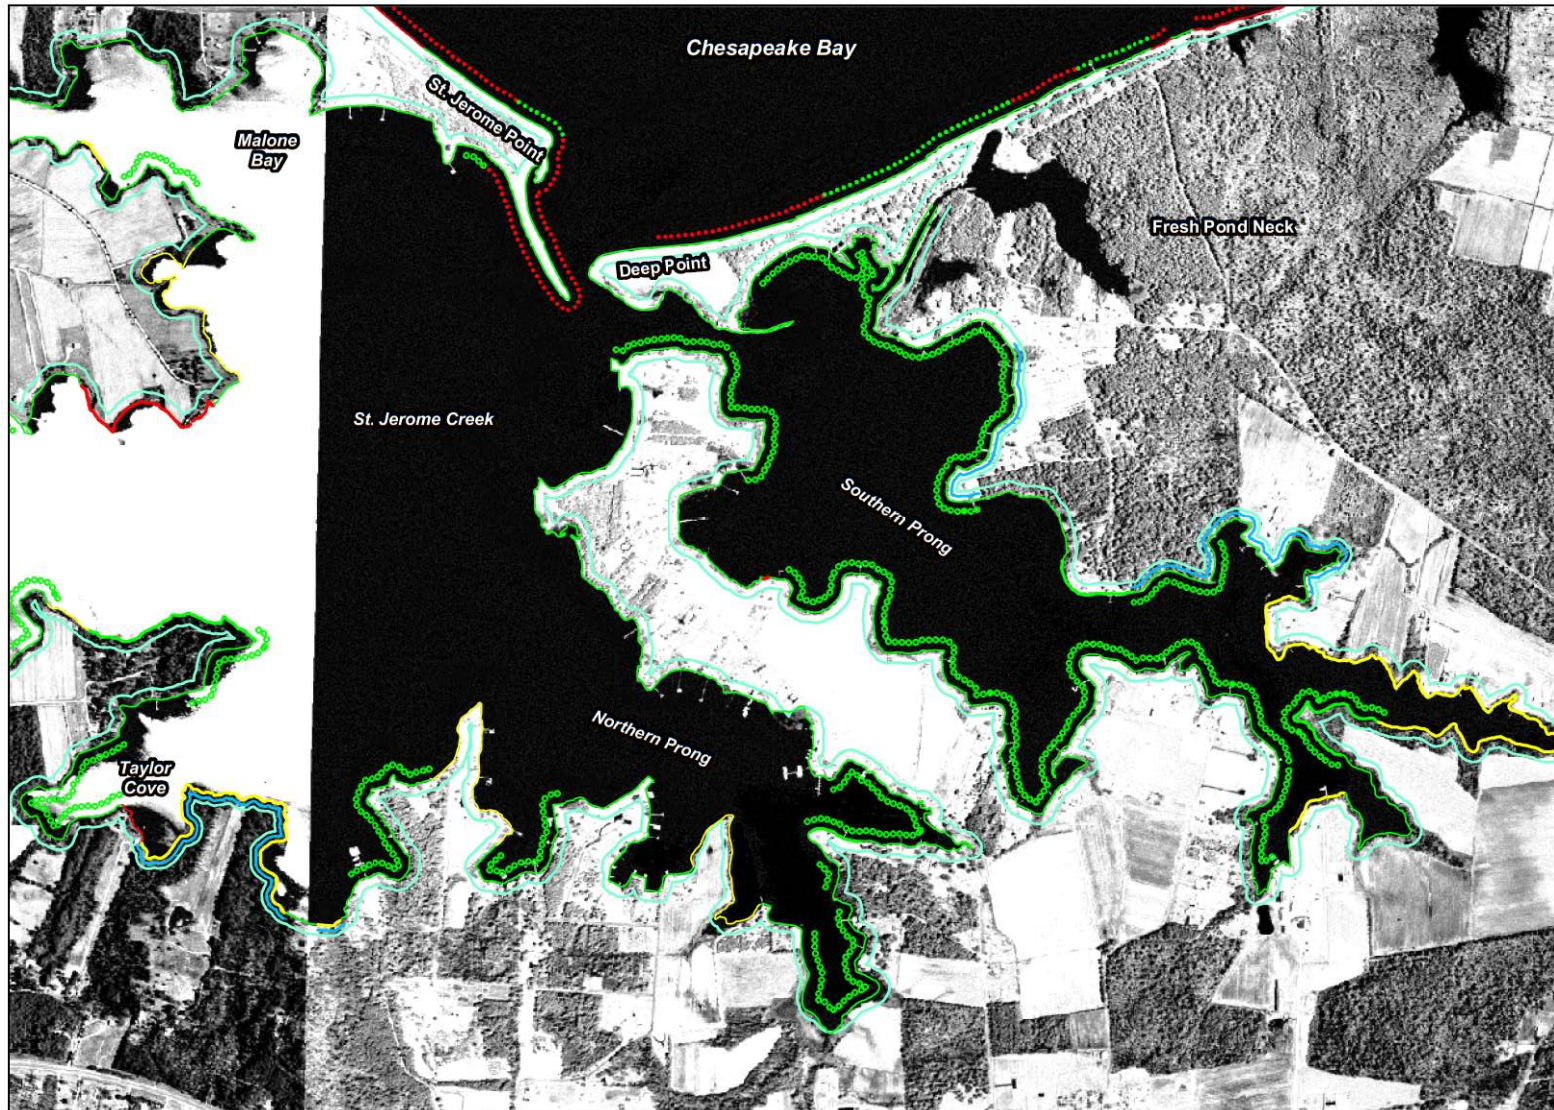 Chesapeake Bay
St. Jerome Point
Malone
Bay
Fresh Pond Neck
Deep Point
St. Jerome Creek
Southern Prong
Northern Prong
Taylor
Cove